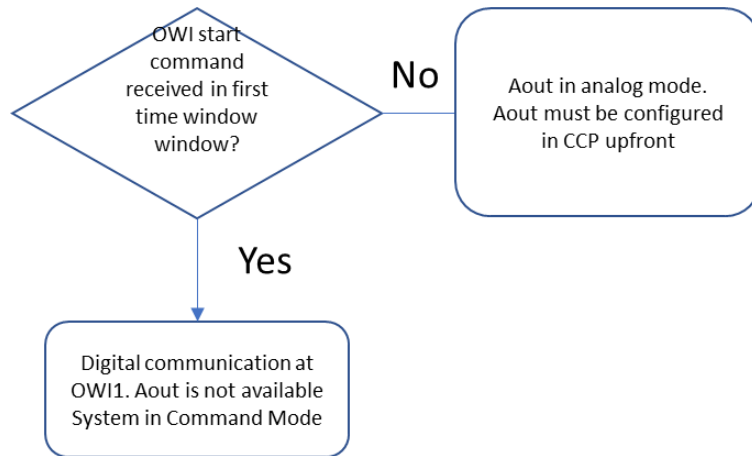 OWI start
command
received in first
time window
window?
No
Aout in analog mode.
Aout must be configured
in CCP upfront
Yes
Digital communication at
OWI1. Aout is not available
System in Command Mode